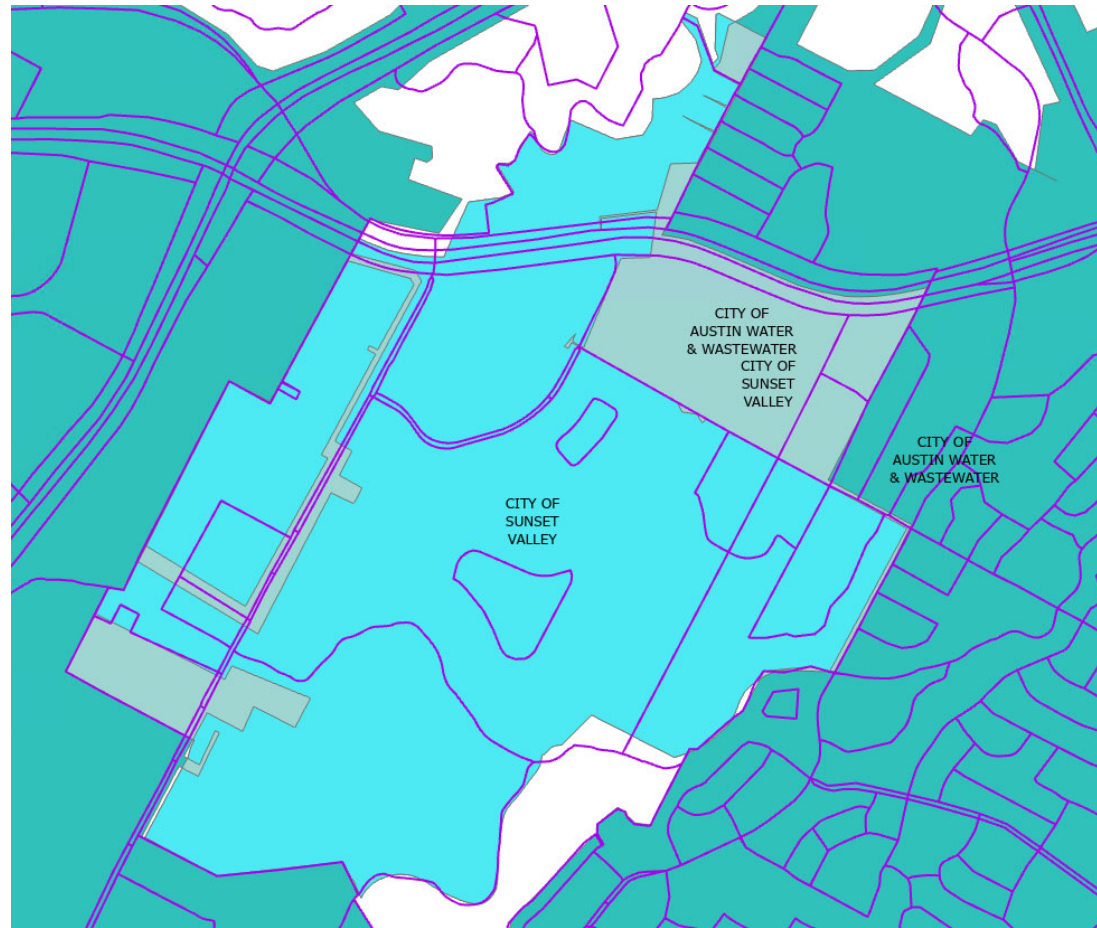 CITY OF
AUSTIN WATER
& WASTEWATER
CITY OF
SUNSET
VALLEY
CITY OF
AUSTIN WATER
& WASTEWATER
CITY OF
SUNSET
VALLEY